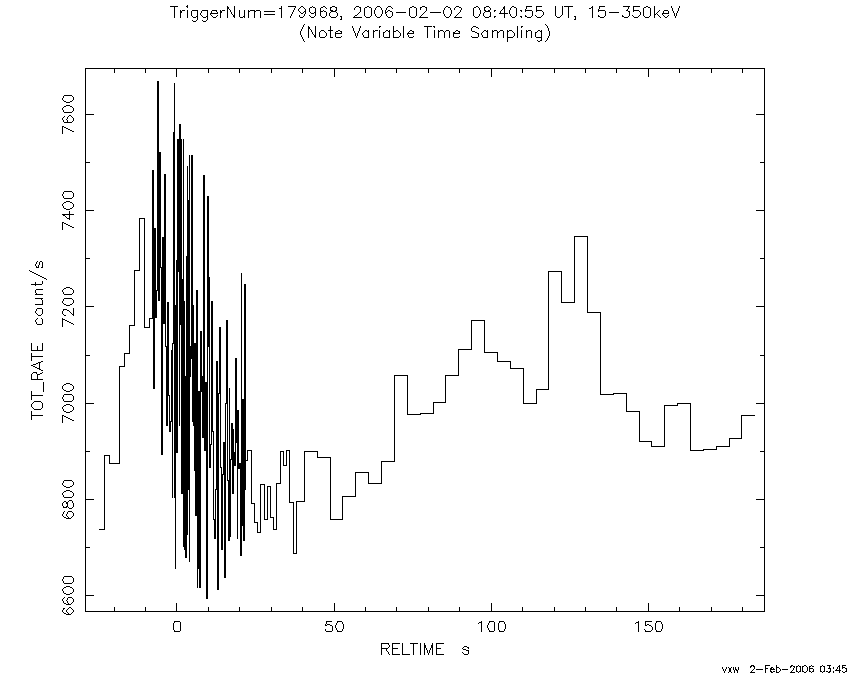 TriggerNum=179968, 2006-02-02 08:40:55 UT, 15-350keV
(Note Variable Time Sampling)
7600
7400
7200
7000
6800
6600
TOT_RATE count/s
0 50 100 150
RELTIME s
vxw 2-Feb-2006 03:45